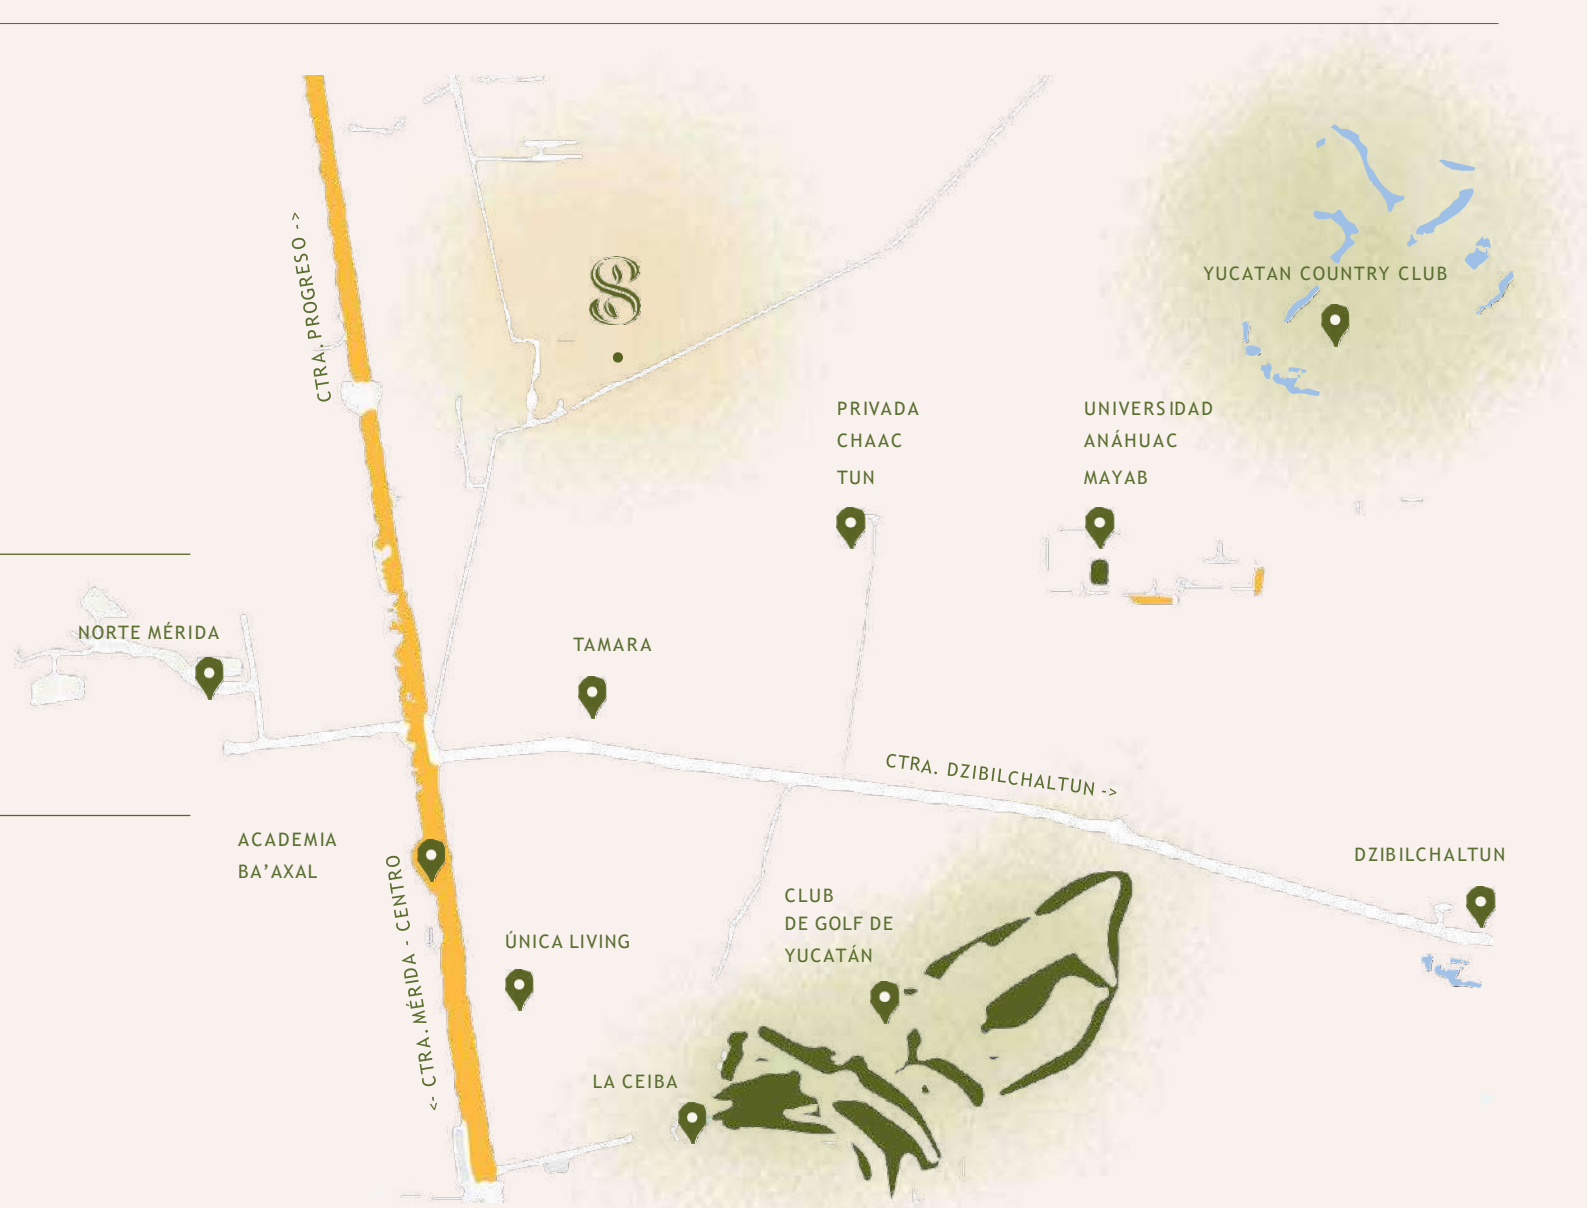 CTRA. PROGRESO ->
S
YUCATAN COUNTRY CLUB
PRIVADA
CHAAC
TUN
UNIVERSIDAD
ANÁHUAC
MAYAB
NORTE MÉRIDA
TAMARA
CTRA. DZIBILCHALTUN ->
ACADEMIA
BA’AXAL
<- CTRA. MÉRIDA - CENTRO
DZIBILCHALTUN
CLUB
DE GOLF DE
YUCATÁN
ÚNICA LIVING
LA CEIBA